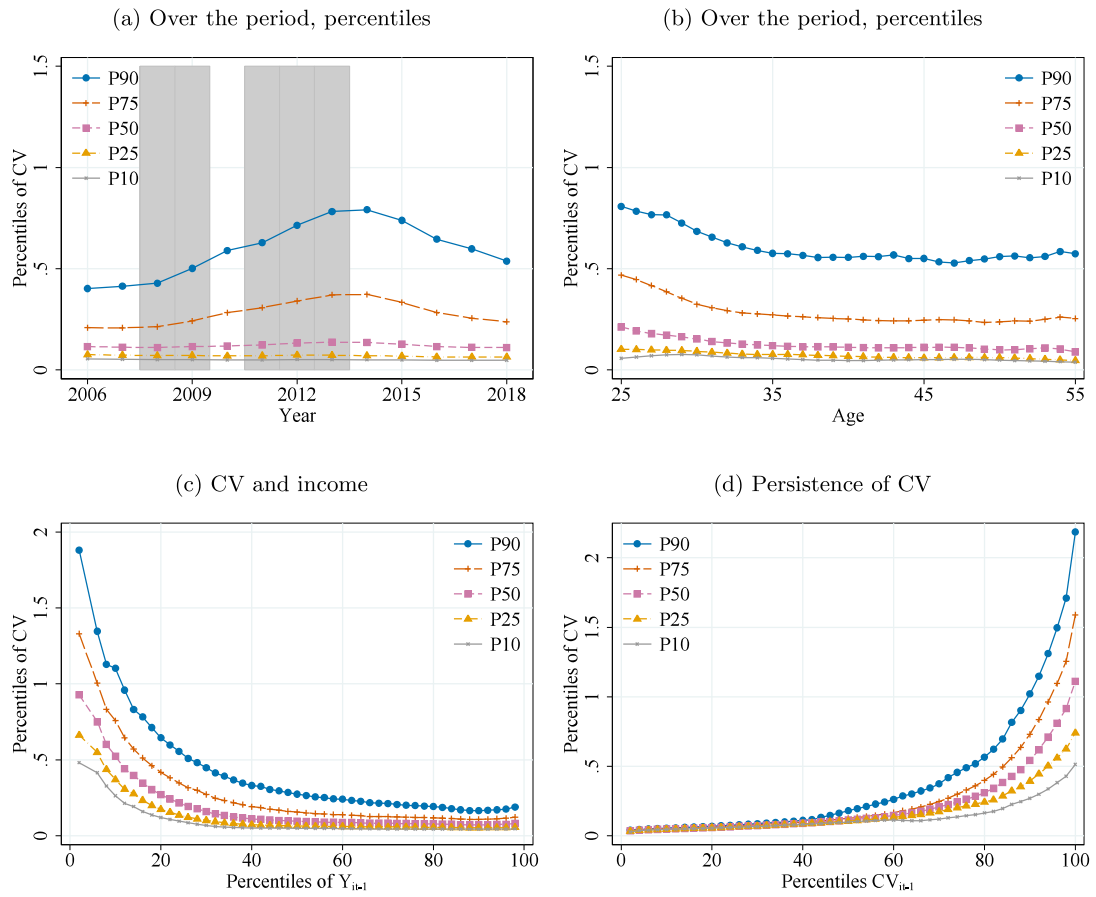 (a) Over the period, percentiles
Percentiles of CV
0
.5
1
1.5
P90
P75
P50
P25
P10
2006
2009
2012
2015
2018
Year
(b) Over the period, percentiles
Percentiles of CV
0
.5
1
1.5
P90
P75
P50
P25
P10
25
35
45
55
Age
(c) CV and income
Percentiles of CV
0
.5
1
1.5
2
P90
P75
P50
P25
P10
0
20
40
60
80
100
Percentiles of Y_it-1
(d) Persistence of CV
Percentiles of CV
0
.5
1
1.5
2
P90
P75
P50
P25
P10
0
20
40
60
80
100
Percentiles CV_it-1